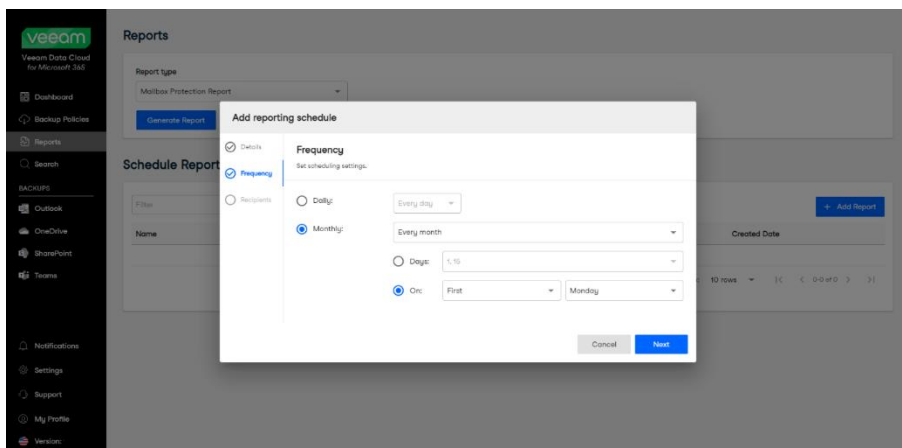 veeam
Veeam Data Cloud
for Microsoft 365
Dashboard
Backup Policies
Reports
Search
BACKUPS
Outlook
OneDrive
SharePoint
Teams
Notifications
Settings
Support
My Profile
Version:
Reports
Report type
Mailbox Protection Report
Generate Report
Schedule Report
Filter
+ Add Report
Name
Created Date
10 rows
0-0 of 0
Add reporting schedule
Details
Frequency
Recipients
Frequency
Set scheduling settings.
Daily:
Every day
Monthly:
Every month
Days:
1, 15
On:
First
Monday
Cancel
Next